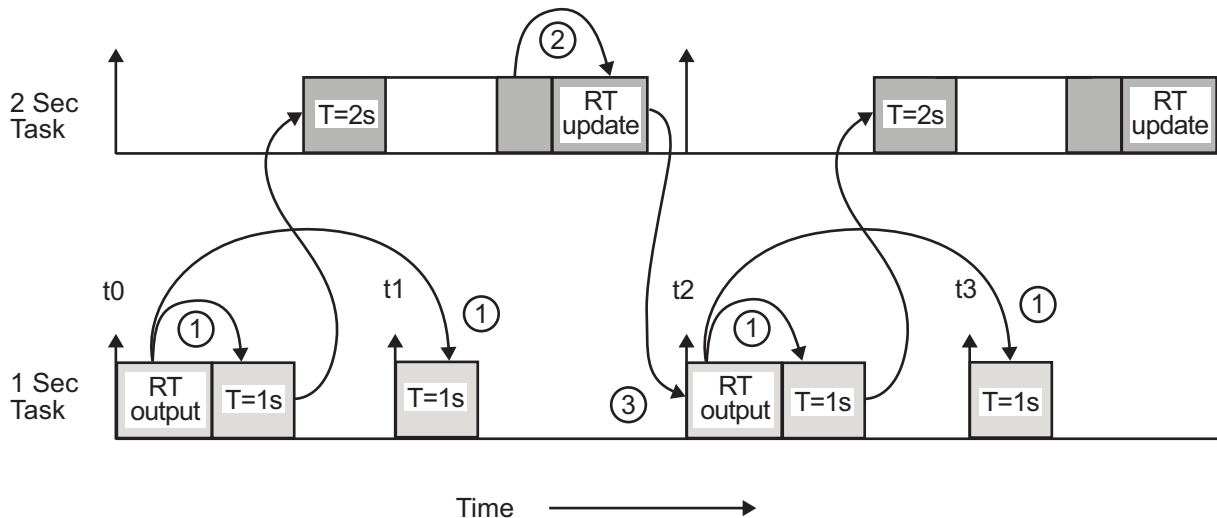 ②
2 Sec
Task
T=2s
RT
update
T=2s
RT
update
t0
t1
t2
t3
①
①
①
①
1 Sec
Task
RT
output
T=1s
T=1s
③
RT
output
T=1s
T=1s
Time